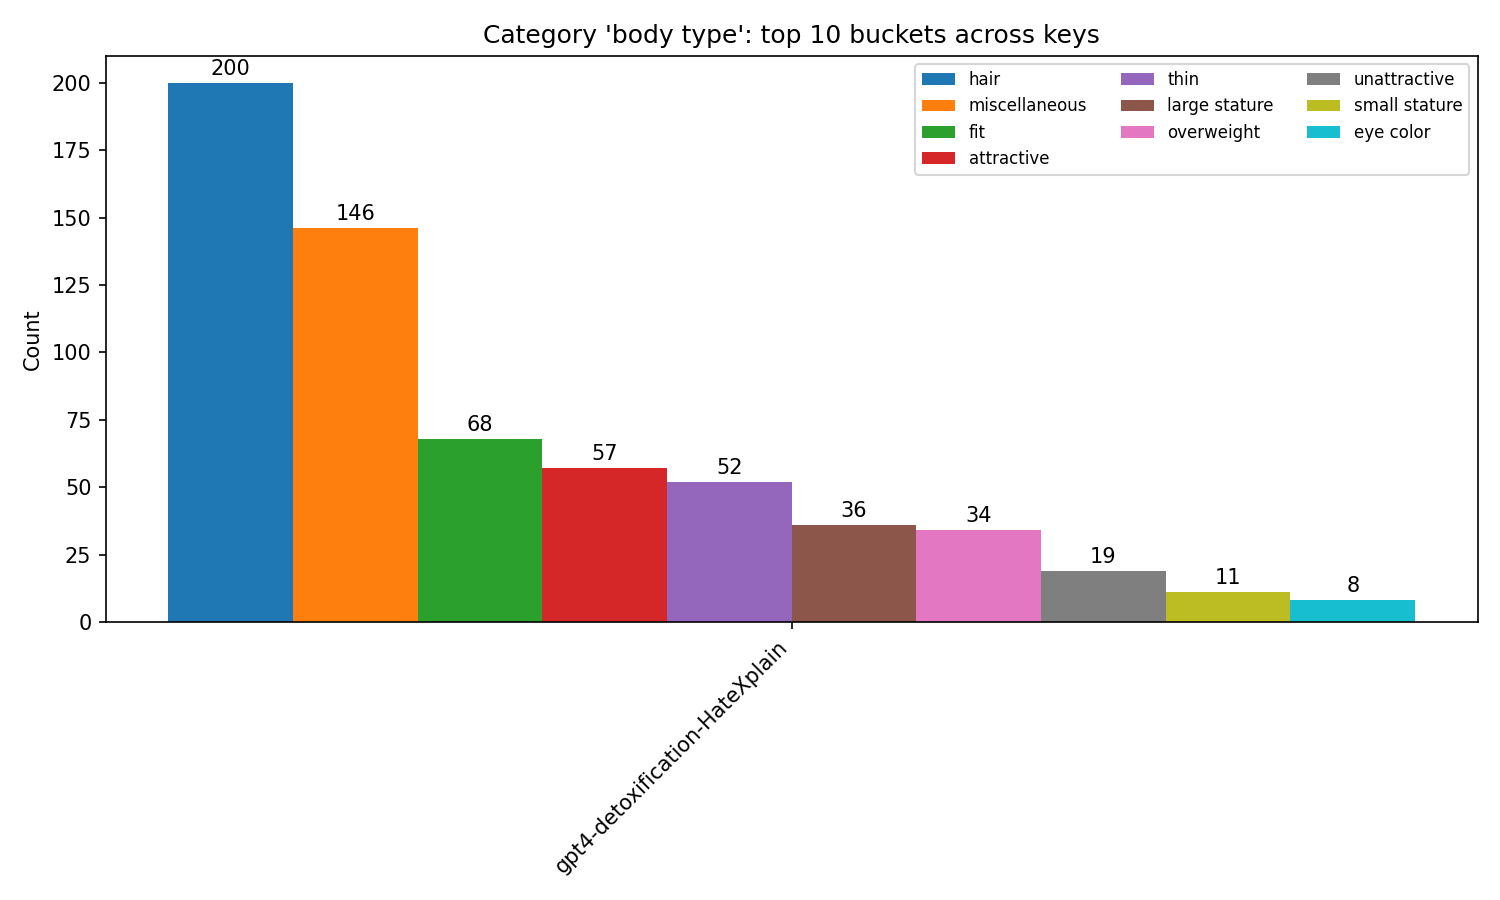 Category 'body type': top 10 buckets across keys
Count
200
175
150
125
100
75
50
25
0
200
146
68
57
52
36
34
19
11
8
hair
miscellaneous
fit
attractive
thin
large stature
overweight
unattractive
small stature
eye color
gpt4-detoxification-HateXplain